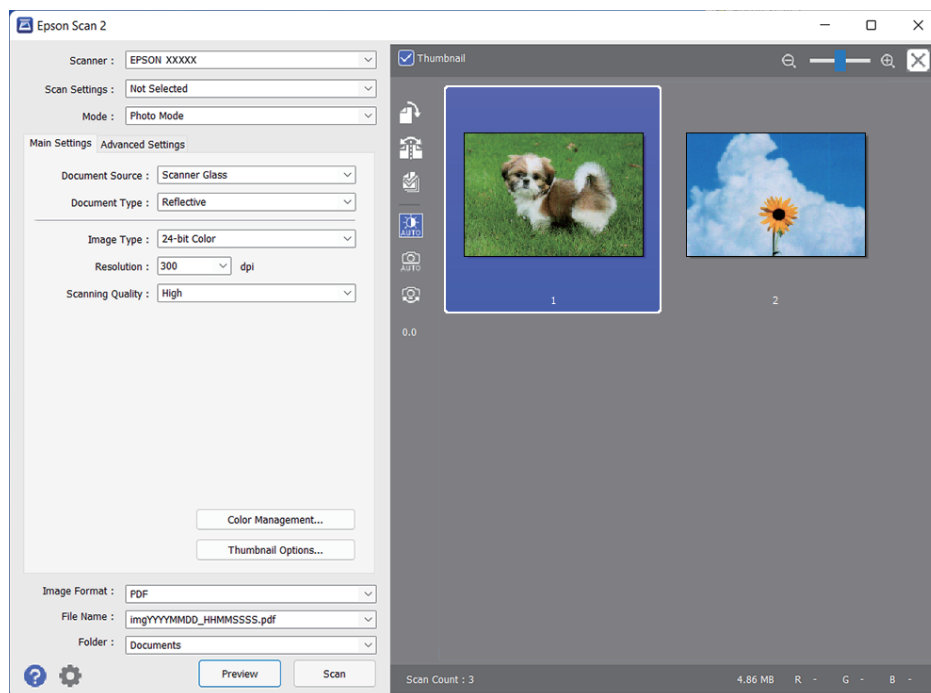 Epson Scan 2
Scanner : EPSON XXXXX
Scan Settings : Not Selected
Mode : Photo Mode
Main Settings Advanced Settings
Document Source : Scanner Glass
Document Type : Reflective
Image Type : 24-bit Color
Resolution : 300 dpi
Scanning Quality : High
Color Management...
Thumbnail Options...
Image Format : PDF
File Name : imgYYYYMMDD_HHMMSSSS.pdf
Folder : Documents
? Preview Scan
Thumbnail
AUTO
AUTO
0.0
1
2
Scan Count : 3 4.86 MB R - G - B -